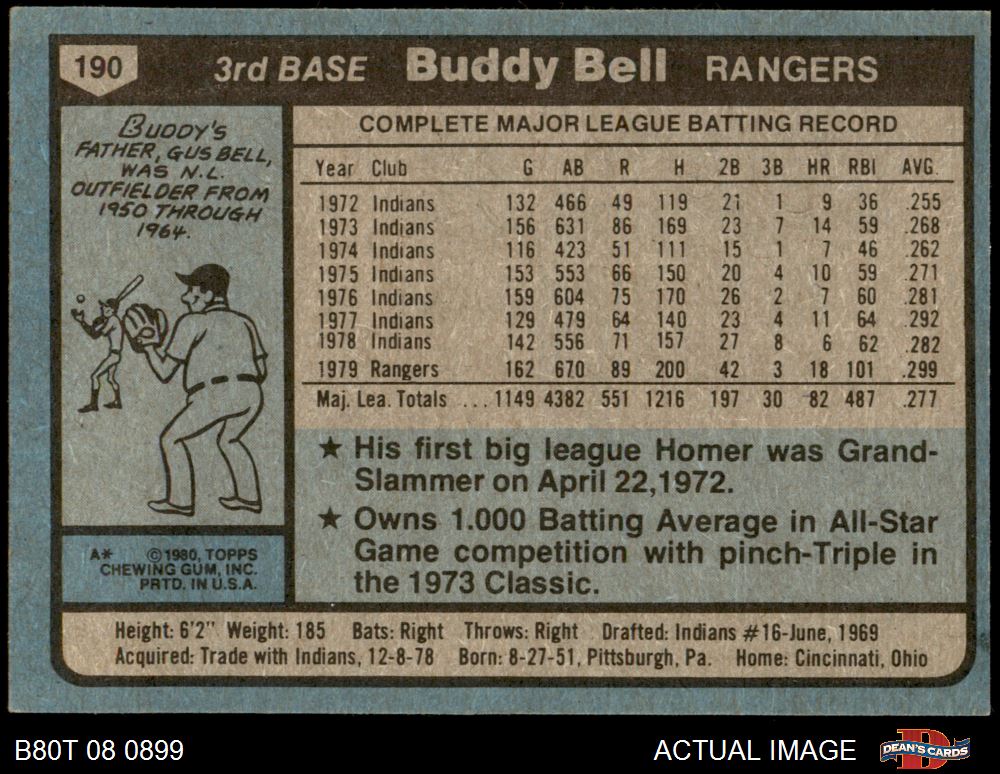 190 3rd BASE Buddy Bell RANGERS
BUDDY'S
FATHER, GUS BELL,
WAS N.L.
OUTFIELDER FROM
1950 THROUGH
1964.
A* ©1980, TOPPS
CHEWING GUM, INC.
PRTD. IN U.S.A.
COMPLETE MAJOR LEAGUE BATTING RECORD
Year Club G AB R H 2B 3B HR RBI AVG.
1972 Indians 132 466 49 119 21 1 9 36 .255
1973 Indians 156 631 86 169 23 7 14 59 .268
1974 Indians 116 423 51 111 15 1 7 46 .262
1975 Indians 153 553 66 150 20 4 10 59 .271
1976 Indians 159 604 75 170 26 2 7 60 .281
1977 Indians 129 479 64 140 23 4 11 64 .292
1978 Indians 142 556 71 157 27 8 6 62 .282
1979 Rangers 162 670 89 200 42 3 18 101 .299
Maj. Lea. Totals ... 1149 4382 551 1216 197 30 82 487 .277
★ His first big league Homer was Grand-
Slammer on April 22,1972.
★ Owns 1.000 Batting Average in All-Star
Game competition with pinch-Triple in
the 1973 Classic.
Height: 6'2" Weight: 185 Bats: Right Throws: Right Drafted: Indians #16-June, 1969
Acquired: Trade with Indians, 12-8-78 Born: 8-27-51, Pittsburgh, Pa. Home: Cincinnati, Ohio
B80T 08 0899 ACTUAL IMAGE DEAN'S CARDS